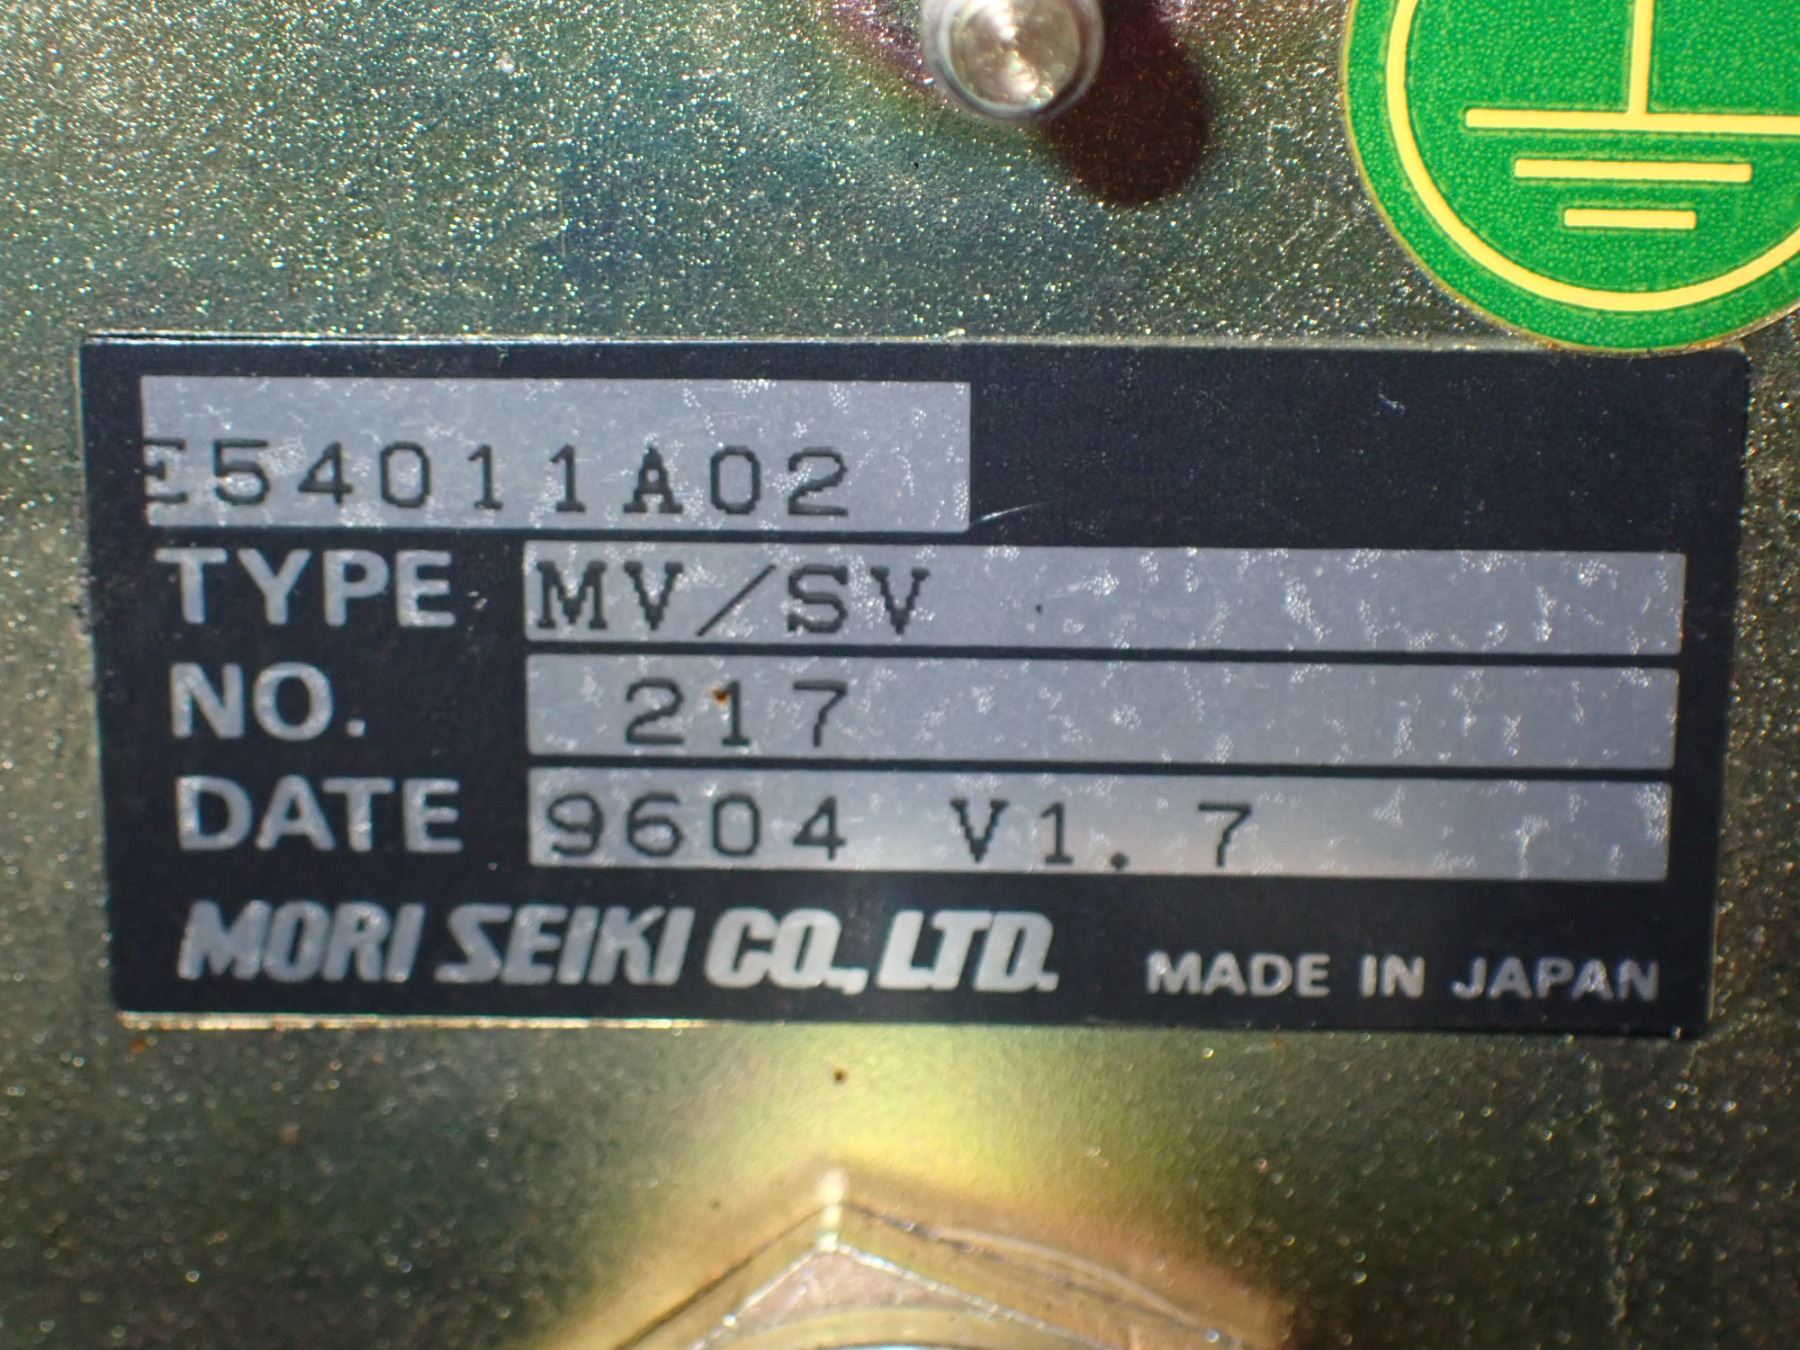 E54011A02
TYPE MV/SV
NO. 217
DATE 9604 V1.7
MORI SEIKI CO., LTD. MADE IN JAPAN